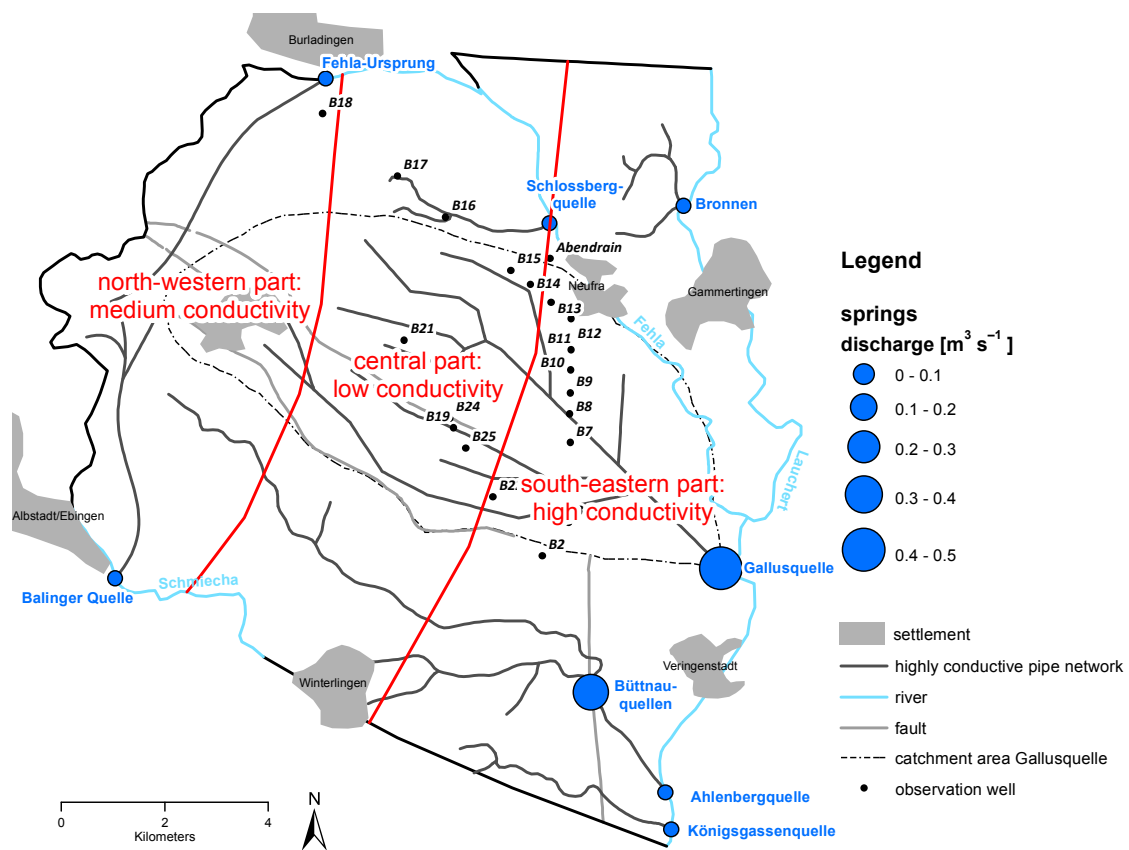 Burladingen
Fehla-Ursprung
B18
B17
B16
Schlossberg-
quelle
Bronnen
Abendrain
B15
B14
Neufra
Gammertingen
B13
B12
B11
B10
B9
B8
B7
B21
B24
B19
B25
B2
north-western part:
medium conductivity
central part:
low conductivity
south-eastern part:
high conductivity
Fehla
Lauchert
Albstadt/Ebingen
Schmiecha
Balinger Quelle
Gallusquelle
Winterlingen
Büttnau-
quellen
Veringenstadt
Ahlenbergquelle
Königsgassenquelle
0 2 4
Kilometers
N
Legend
springs
discharge [m³ s⁻¹ ]
0 - 0.1
0.1 - 0.2
0.2 - 0.3
0.3 - 0.4
0.4 - 0.5
settlement
highly conductive pipe network
river
fault
catchment area Gallusquelle
observation well